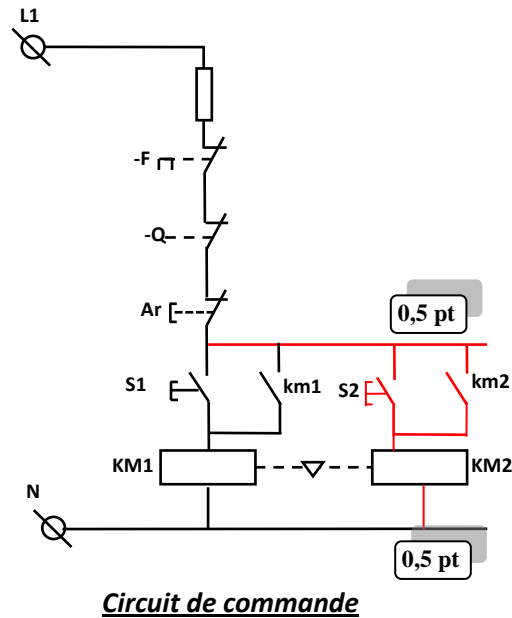 L1
-F
-Q
Ar
0,5 pt
S1
km1
S2
km2
KM1
KM2
N
0,5 pt
Circuit de commande